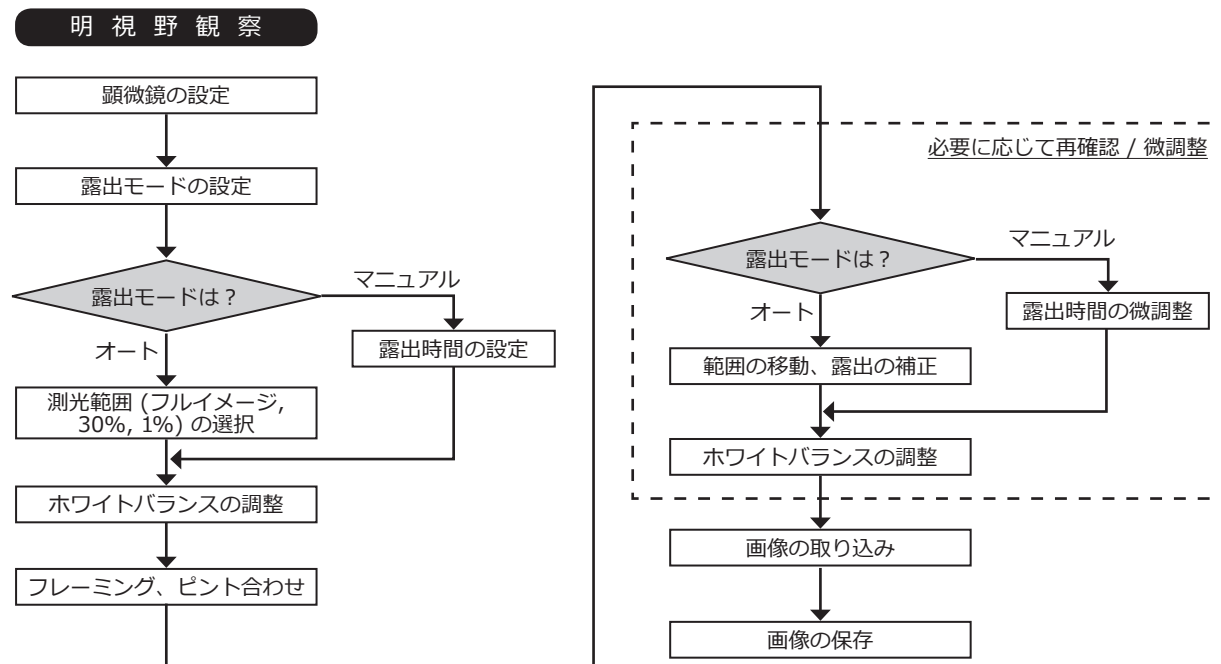 明視野観察
顕微鏡の設定
露出モードの設定
露出モードは？
マニュアル
オート
露出時間の設定
測光範囲 (フルイメージ,
30%, 1%) の選択
ホワイトバランスの調整
フレーミング、ピント合わせ
必要に応じて再確認 / 微調整
露出モードは？
マニュアル
オート
露出時間の微調整
範囲の移動、露出の補正
ホワイトバランスの調整
画像の取り込み
画像の保存